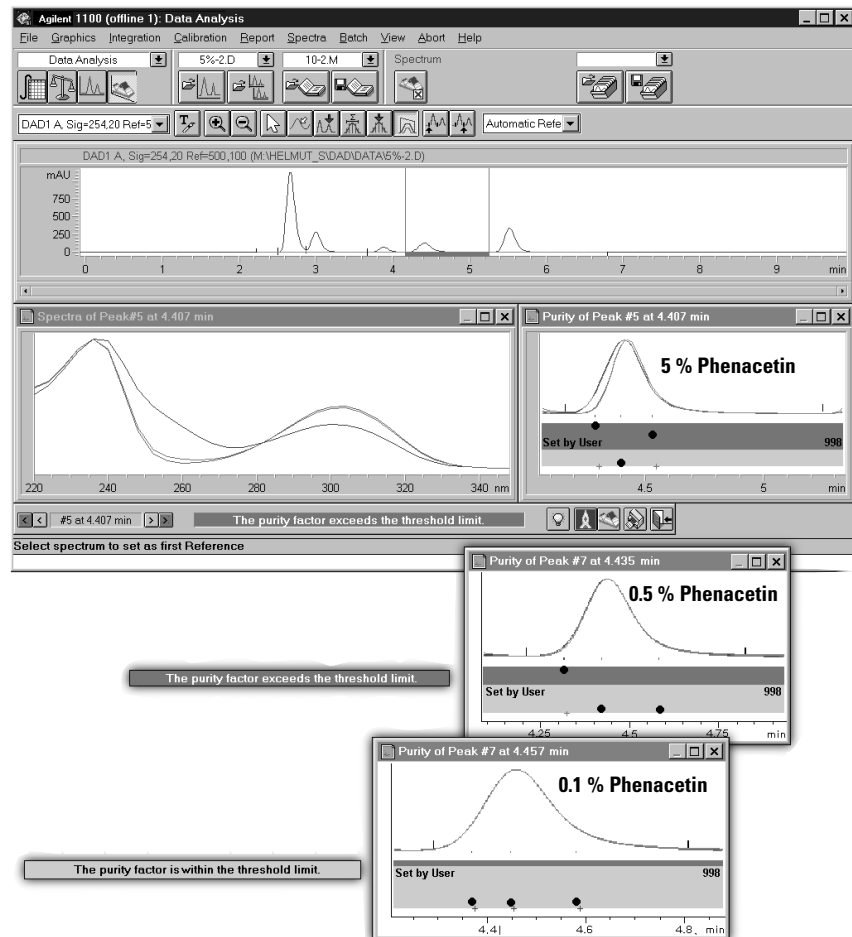 Agilent 1100 (offline 1): Data Analysis
File Graphics Integration Calibration Report Spectra Batch View Abort Help
Data Analysis 5%-2.D 10-2.M Spectrum
DAD1 A, Sig=254,20 Ref=5 Automatic Refe
DAD1 A, Sig=254,20 Ref=500,100 (M:\HELMUT_S\DAD\DATA\5%-2.D)
mAU
750
500
250
0
0 1 2 3 4 5 6 7 8 9 min
Spectra of Peak#5 at 4.407 min
220 240 260 280 300 320 340 nm
Purity of Peak #5 at 4.407 min
5 % Phenacetin
Set by User 998
4.5 5 min
#5 at 4.407 min The purity factor exceeds the threshold limit.
Select spectrum to set as first Reference
Purity of Peak #7 at 4.435 min
0.5 % Phenacetin
The purity factor exceeds the threshold limit.
Set by User 998
4.25 4.5 4.75 min
Purity of Peak #7 at 4.457 min
0.1 % Phenacetin
The purity factor is within the threshold limit.
Set by User 998
4.4 4.6 4.8 min